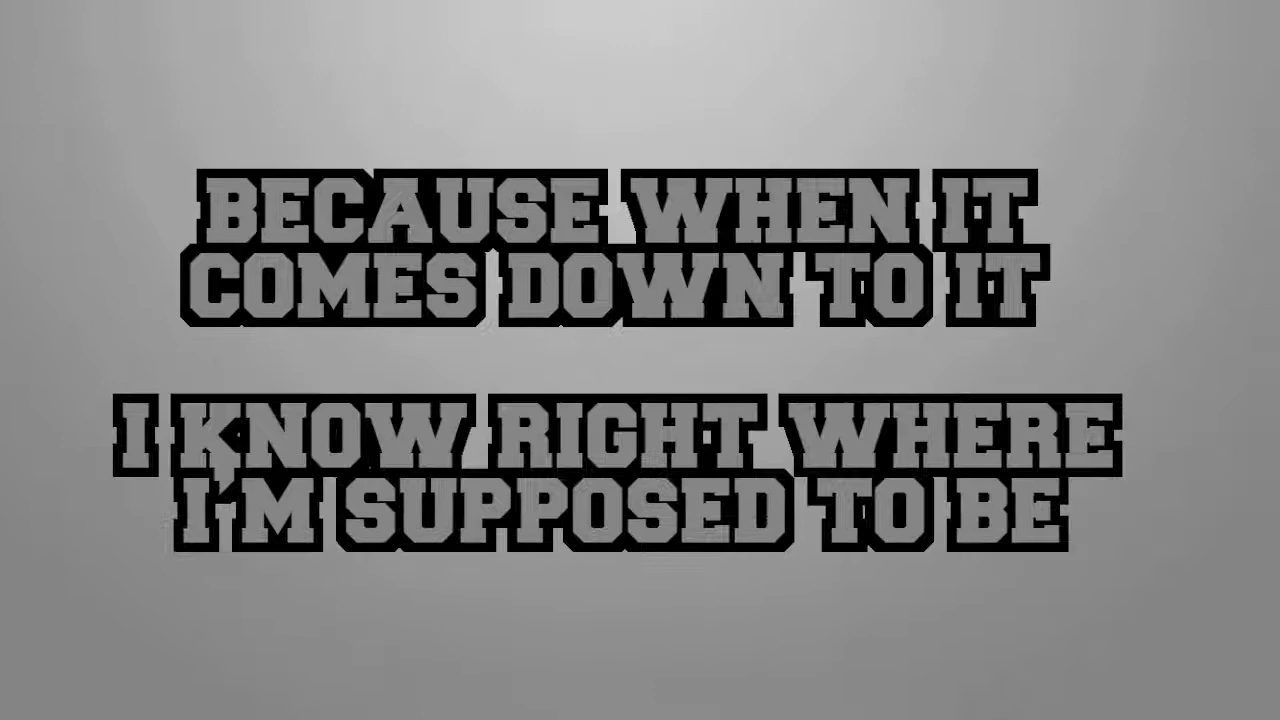 BECAUSE WHEN IT
COMES DOWN TO IT
I KNOW RIGHT WHERE
I'M SUPPOSED TO BE